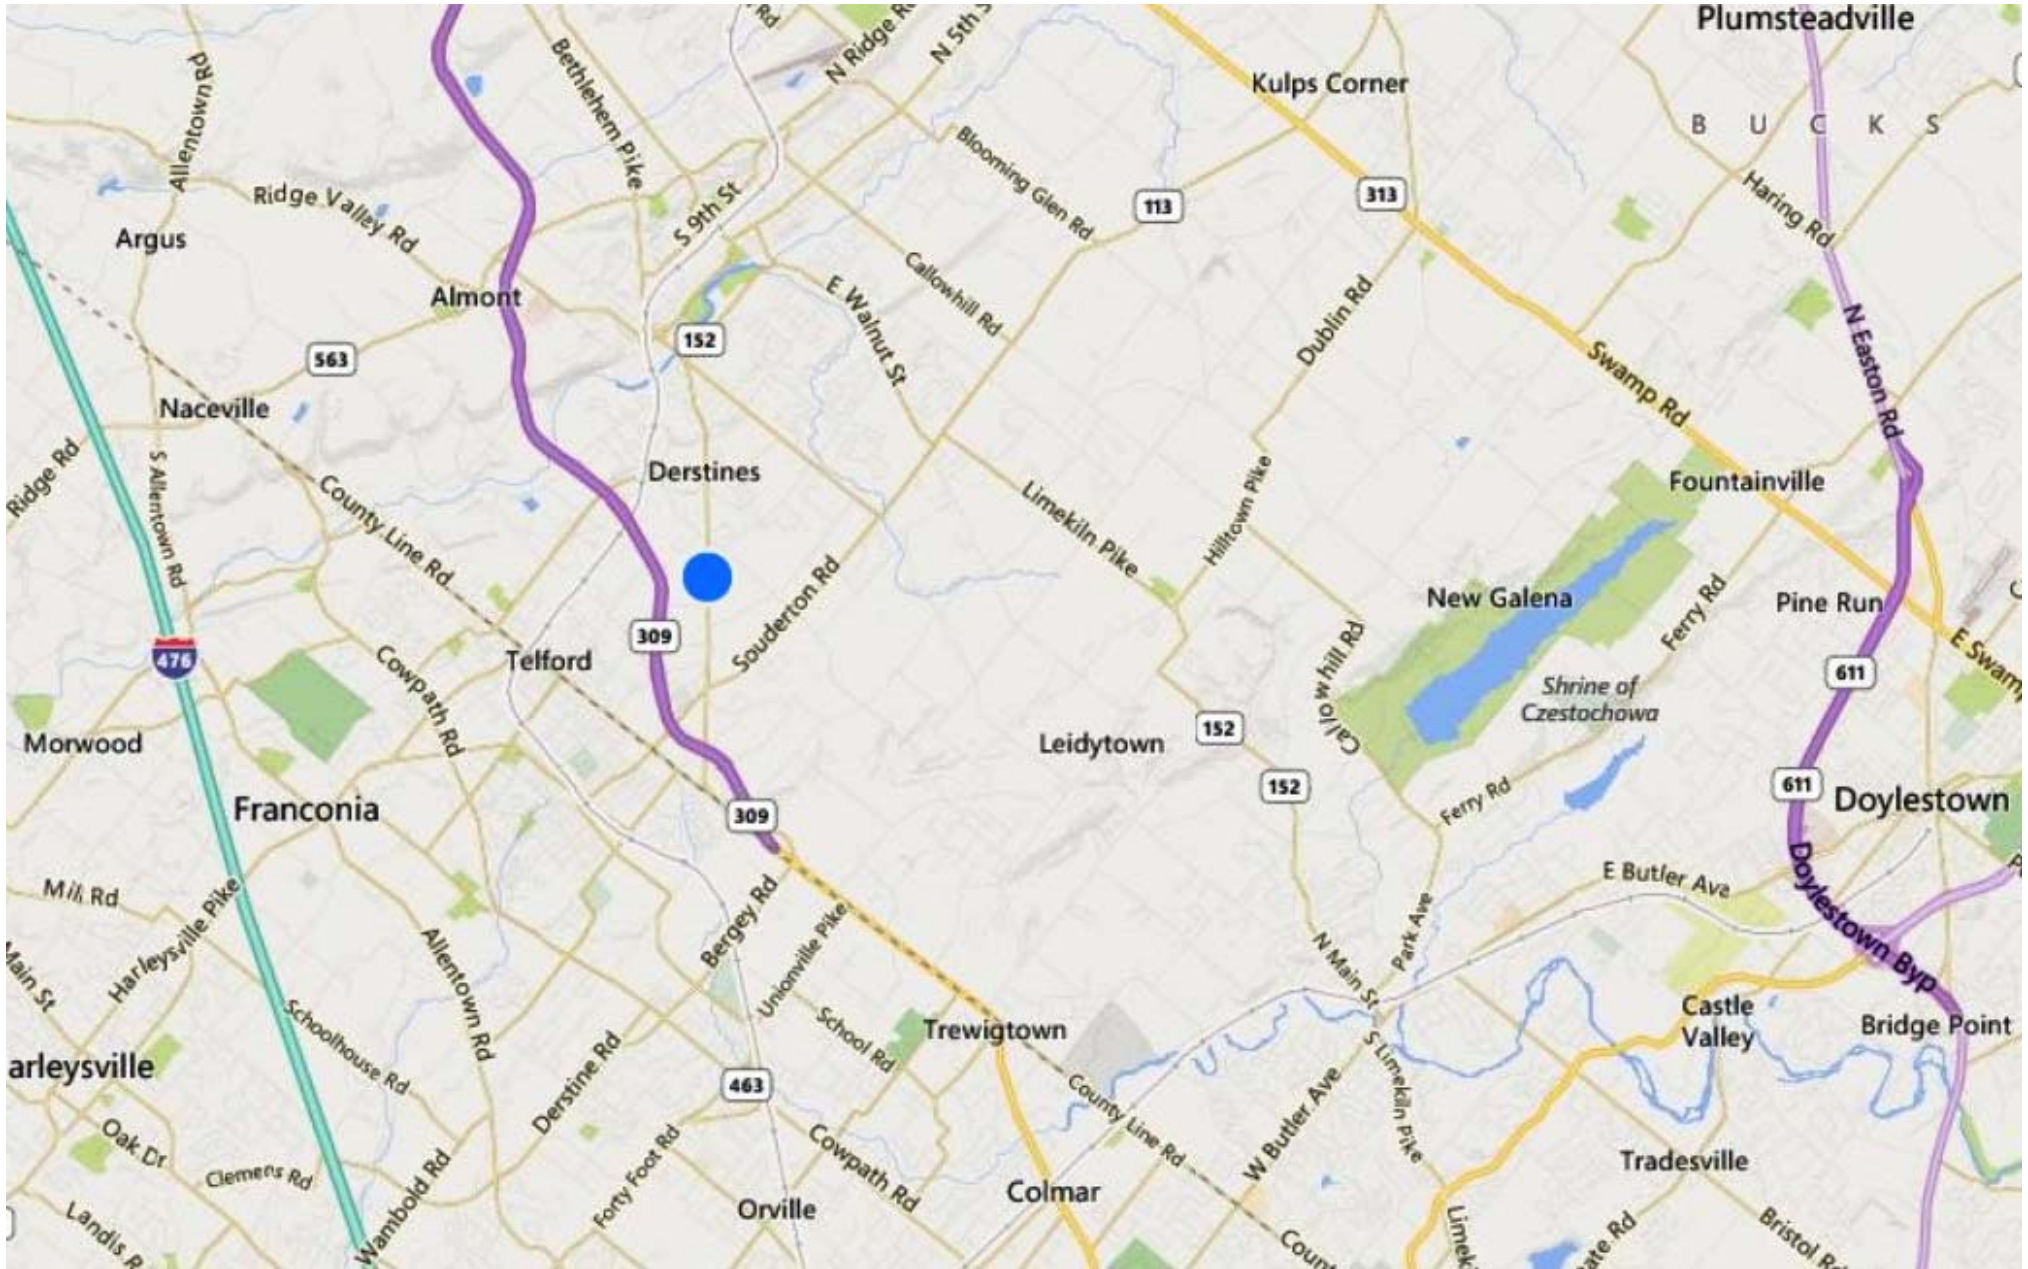 Plumsteadville
Rd
N Ridge R
N 5th S
Allentown Rd
Bethlehem Pike
Kulps Corner
B U C K S
Blooming Glen Rd
113
313
Haring Rd
Ridge Valley Rd
S 9th St
Argus
Callowhill Rd
E Walnut St
Almont
Dublin Rd
N Easton Rd
152
563
Swamp Rd
Naceville
Ridge Rd
S Allentown Rd
County Line Rd
Derstines
Limekiln Pike
Hilltown Pike
Fountainville
Souderton Rd
New Galena
Ferry Rd
Pine Run
309
476
Telford
Cowpath Rd
Callowhill Rd
E Swamp
611
Shrine of
Czestochowa
Morwood
Leidytown
152
152
611
Doylestown
Ferry Rd
Franconia
309
Doylestown Byp
E Butler Ave
Mill Rd
Harleysville Pike
Bergey Rd
Unionville Pike
Park Ave
N Main St
Main St
Allentown Rd
Schoolhouse Rd
School Rd
Trewigtown
Castle
Valley
Bridge Point
arleysville
Derstine Rd
463
County Line Rd
S Limekiln Pike
W Butler Ave
Oak Dr
Clemens Rd
Wambold Rd
Forty Foot Rd
Cowpath Rd
Orville
Colmar
Tradesville
Landis R
Count
Limeki
ate Rd
Bristol Rd